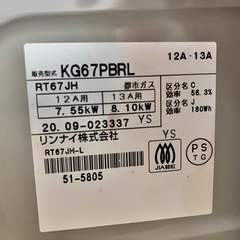 12A・13A
販売型式 KG67PBRL
RT67JH 都市ガス 区分名 C
12A用 13A用 効率 56.3%
7.55kW 8.10kW 区分名 J
180Wh
20.09-023337 YS
リンナイ株式会社 YS
RT67JH-L
JIA認証
PS
TG
51-5805